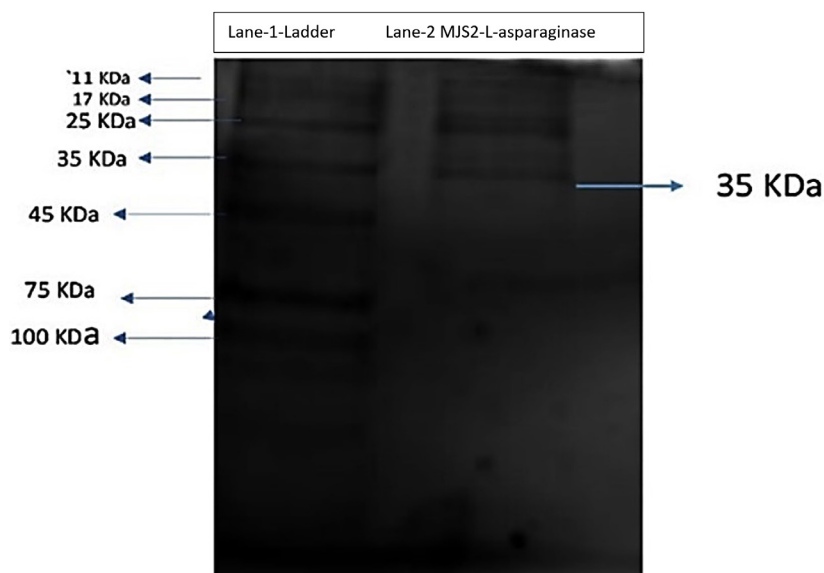 Lane-1-Ladder Lane-2 MJS2-L-asparaginase
`11 KDa
17 KDa
25 KDa
35 KDa
35 KDa
45 KDa
75 KDa
100 KDa